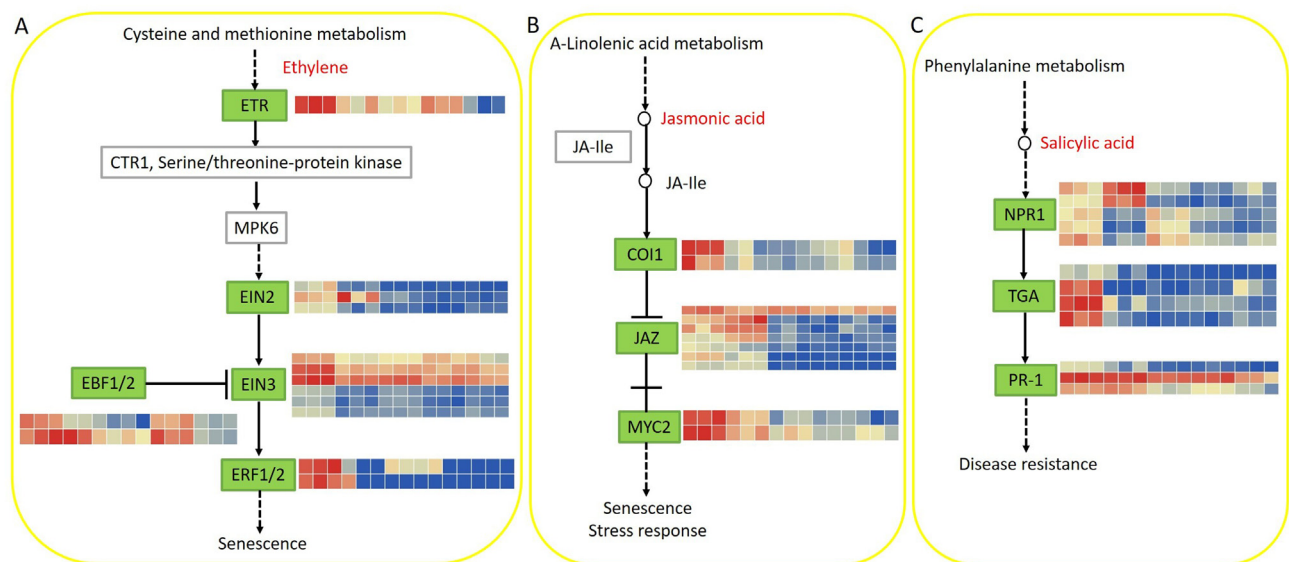 A
Cysteine and methionine metabolism
Ethylene
ETR
CTR1, Serine/threonine-protein kinase
MPK6
EIN2
EBF1/2
EIN3
ERF1/2
Senescence
B
A-Linolenic acid metabolism
Jasmonic acid
JA-Ile
JA-Ile
COI1
JAZ
MYC2
Senescence
Stress response
C
Phenylalanine metabolism
Salicylic acid
NPR1
TGA
PR-1
Disease resistance